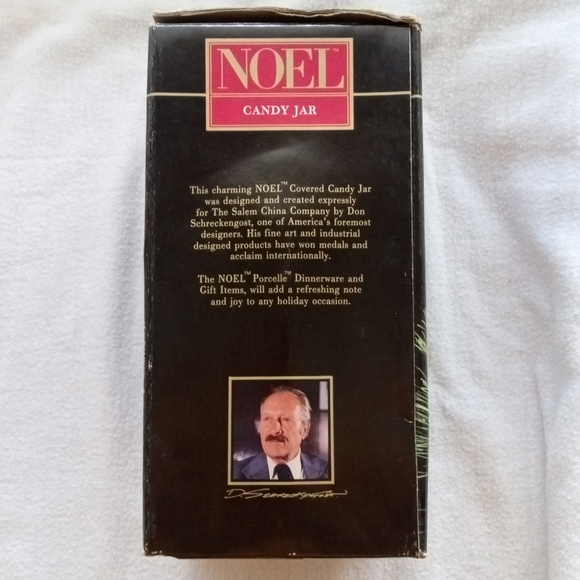 NOEL™
CANDY JAR
This charming NOEL™ Covered Candy Jar
was designed and created expressly
for The Salem China Company by Don
Schreckengost, one of America's foremost
designers. His fine art and industrial
designed products have won medals and
acclaim internationally.
The NOEL™ Porcelle™ Dinnerware and
Gift Items, will add a refreshing note
and joy to any holiday occasion.
D. Schreckengost